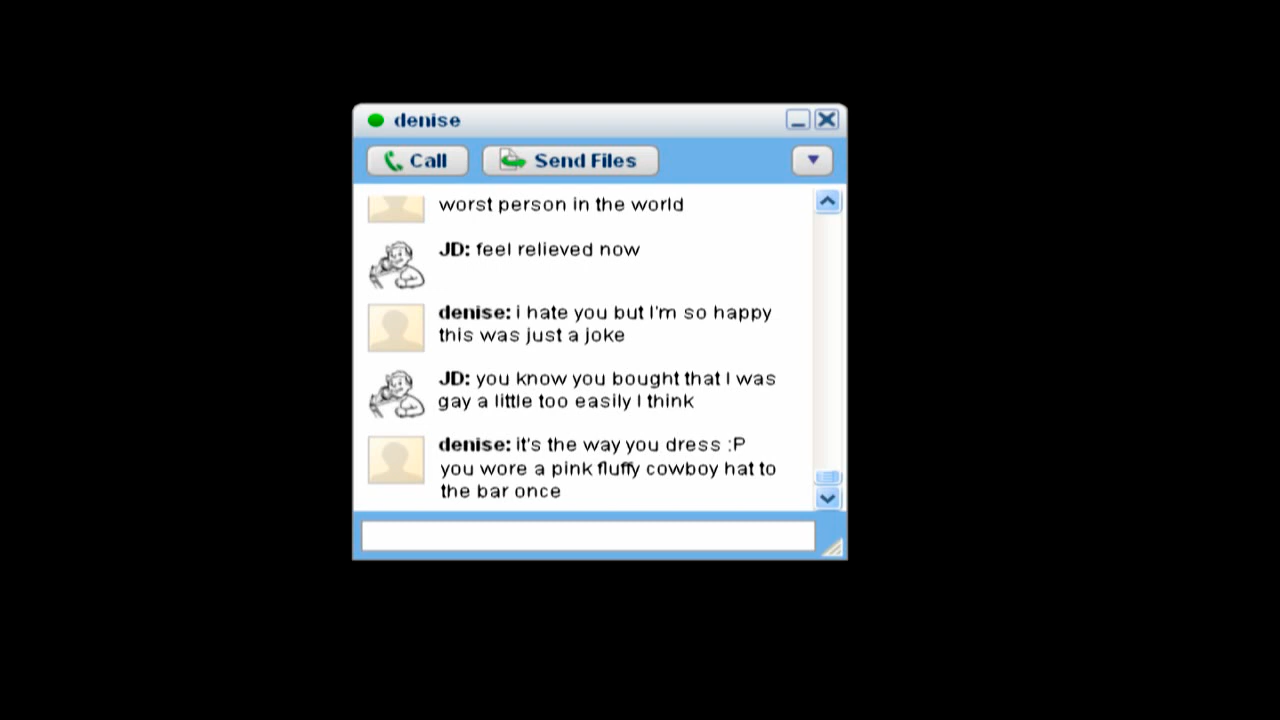 denise
Call
Send Files
worst person in the world
JD: feel relieved now
denise: i hate you but I'm so happy
this was just a joke
JD: you know you bought that I was
gay a little too easily I think
denise: it's the way you dress :P
you wore a pink fluffy cowboy hat to
the bar once